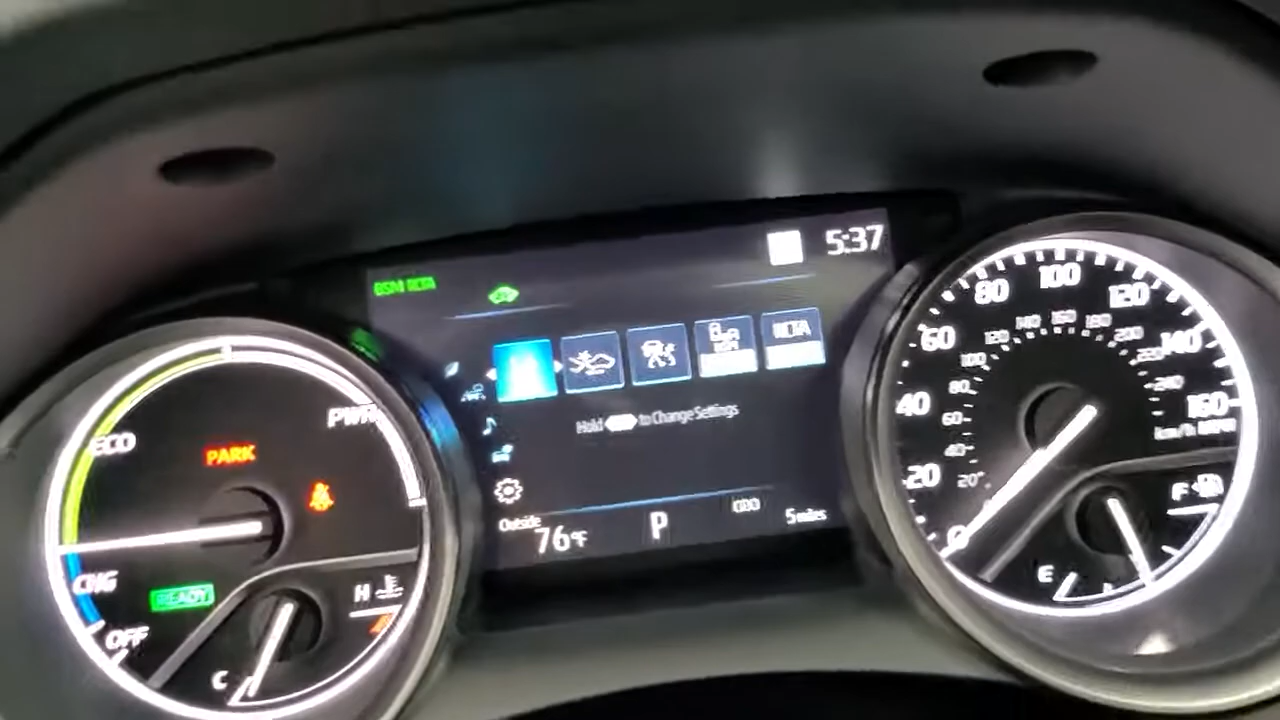 5:37
BSM RCTA
BSM
RCTA
Hold to Change Settings
Outside
76°F
P
ODO
5 miles
ECO
PWR
PARK
CHG
READY
OFF
H
C
0
20
40
60
80
100
120
140
160
20
40
60
80
100
120
140
160
180
200
220
240
km/h MPH
F
E